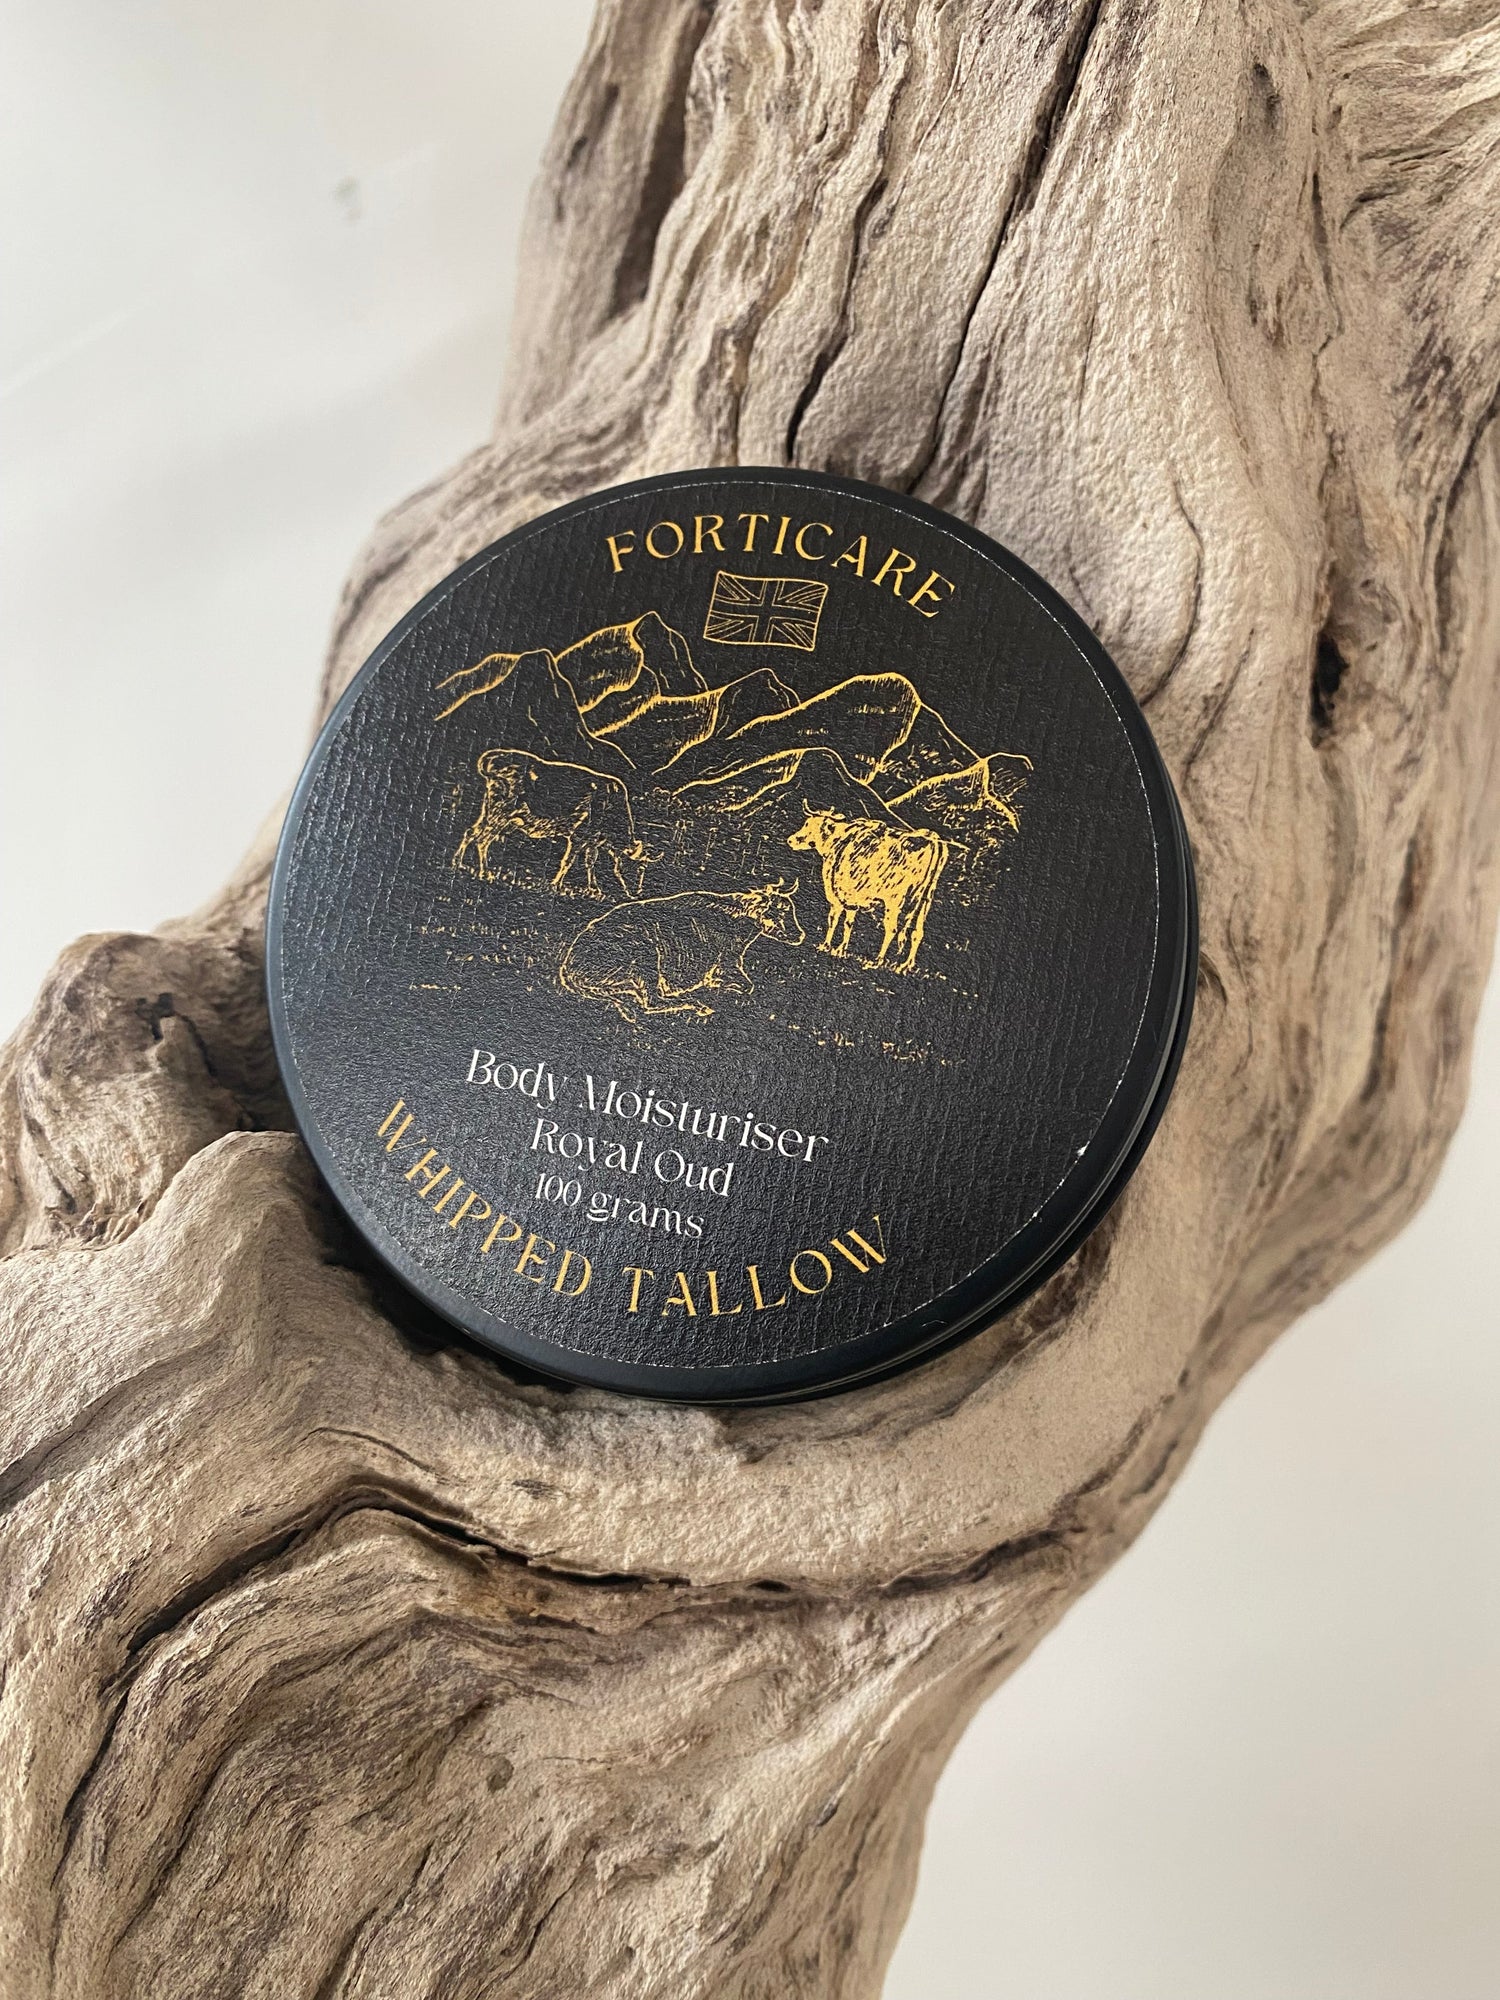 FORTICARE
Body Moisturiser
Royal Oud
100 grams
WHIPPED TALLOW